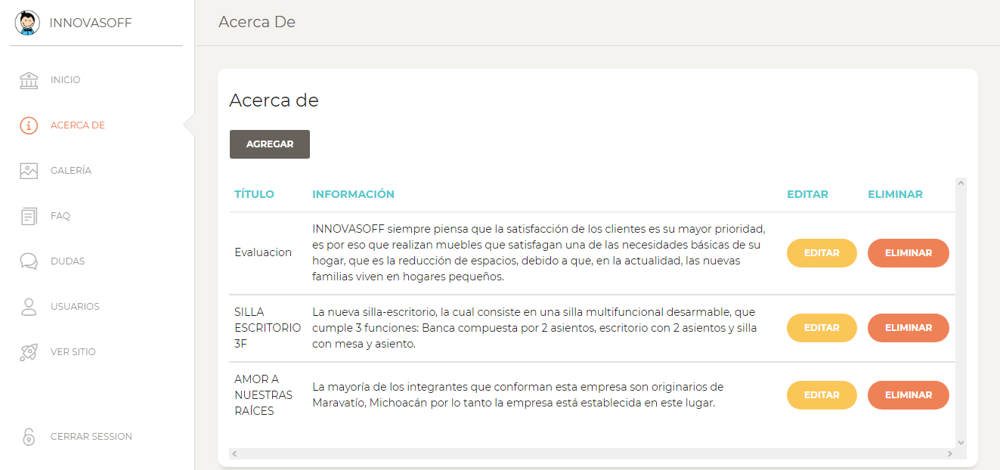 INNOVASOFF
INICIO
ACERCA DE
GALERÍA
FAQ
DUDAS
USUARIOS
VER SITIO
CERRAR SESSION
Acerca De
Acerca de
AGREGAR
TÍTULO INFORMACIÓN EDITAR ELIMINAR
Evaluacion
INNOVASOFF siempre piensa que la satisfacción de los clientes es su mayor prioridad,
es por eso que realizan muebles que satisfagan una de las necesidades básicas de su
hogar, que es la reducción de espacios, debido a que, en la actualidad, las nuevas
familias viven en hogares pequeños.
EDITAR ELIMINAR
SILLA
ESCRITORIO
3F
La nueva silla-escritorio, la cual consiste en una silla multifuncional desarmable, que
cumple 3 funciones: Banca compuesta por 2 asientos, escritorio con 2 asientos y silla
con mesa y asiento.
EDITAR ELIMINAR
AMOR A
NUESTRAS
RAÍCES
La mayoría de los integrantes que conforman esta empresa son originarios de
Maravatío, Michoacán por lo tanto la empresa está establecida en este lugar.
EDITAR ELIMINAR